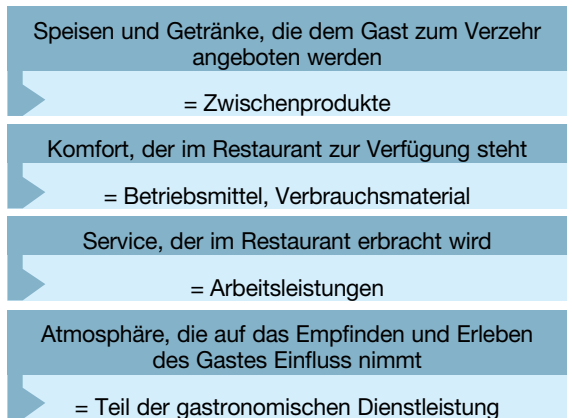 Speisen und Getränke, die dem Gast zum Verzehr
angeboten werden
= Zwischenprodukte
Komfort, der im Restaurant zur Verfügung steht
= Betriebsmittel, Verbrauchsmaterial
Service, der im Restaurant erbracht wird
= Arbeitsleistungen
Atmosphäre, die auf das Empfinden und Erleben
des Gastes Einfluss nimmt
= Teil der gastronomischen Dienstleistung